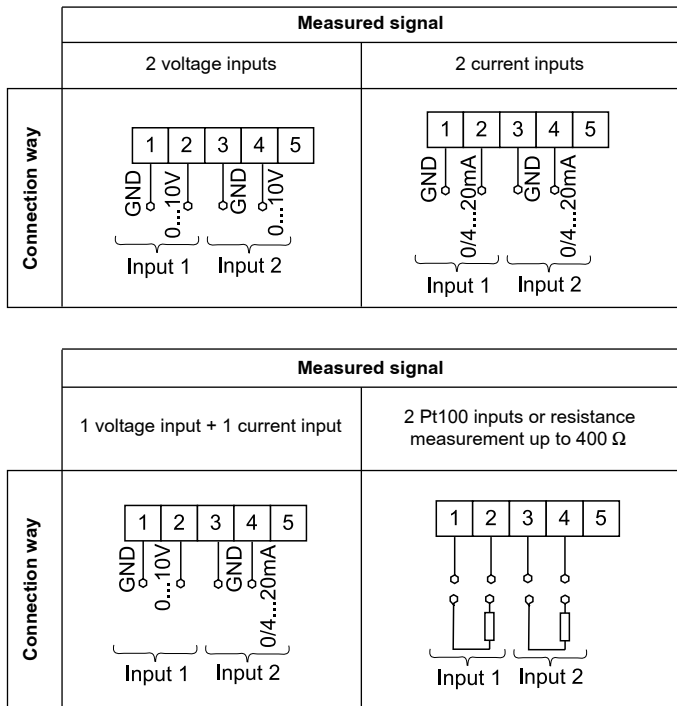 Measured signal
2 voltage inputs
2 current inputs
Connection way
1 2 3 4 5
GND
0...10V
GND
0...10V
Input 1
Input 2
1 2 3 4 5
GND
0/4...20mA
GND
0/4...20mA
Input 1
Input 2
Measured signal
1 voltage input + 1 current input
2 Pt100 inputs or resistance
measurement up to 400 Ω
Connection way
1 2 3 4 5
GND
0...10V
GND
0/4...20mA
Input 1
Input 2
1 2 3 4 5
Input 1
Input 2